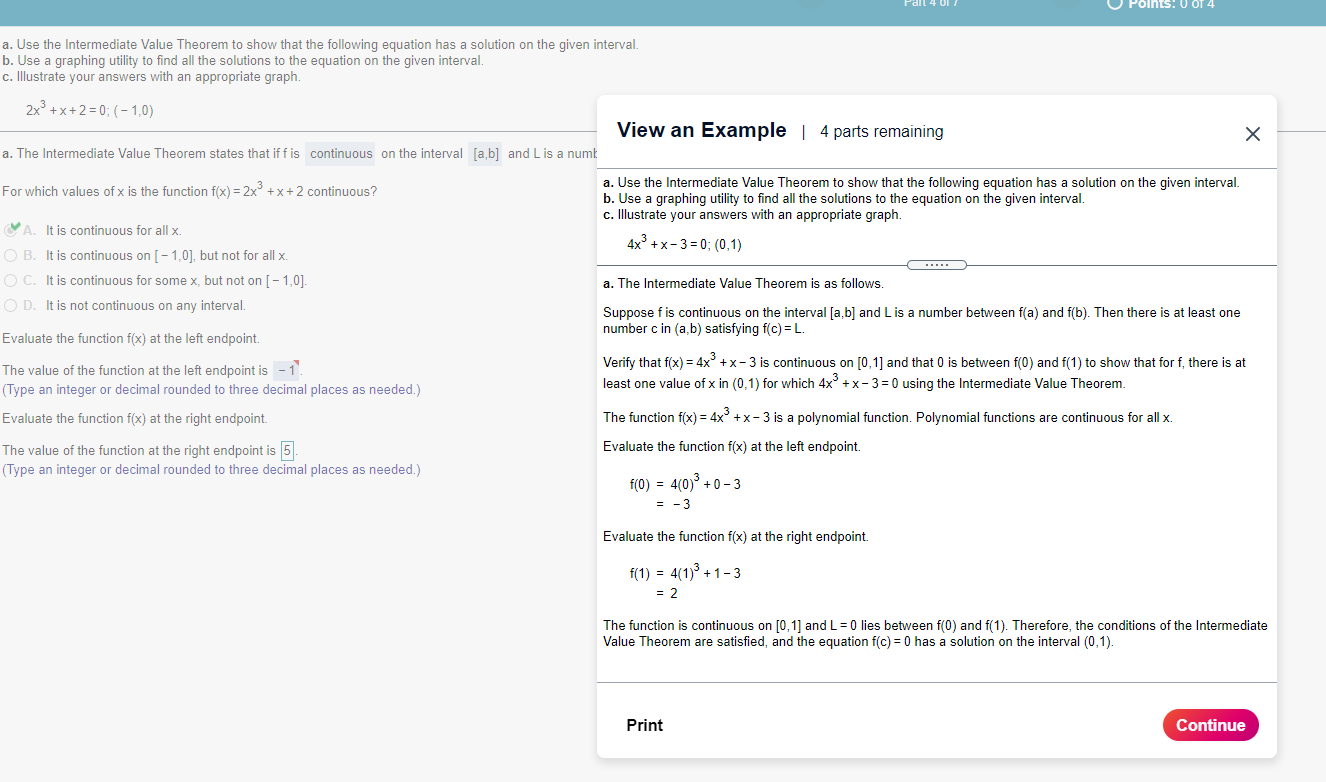 Part 4 of 7
Points: 0 of 4
a. Use the Intermediate Value Theorem to show that the following equation has a solution on the given interval.
b. Use a graphing utility to find all the solutions to the equation on the given interval.
c. Illustrate your answers with an appropriate graph.
2x³ + x + 2 = 0; ( − 1,0)
a. The Intermediate Value Theorem states that if f is continuous on the interval [a,b] and L is a numb
For which values of x is the function f(x) = 2x³ + x + 2 continuous?
A. It is continuous for all x.
B. It is continuous on [ − 1,0], but not for all x.
C. It is continuous for some x, but not on [ − 1,0].
D. It is not continuous on any interval.
Evaluate the function f(x) at the left endpoint.
The value of the function at the left endpoint is − 1.
(Type an integer or decimal rounded to three decimal places as needed.)
Evaluate the function f(x) at the right endpoint.
The value of the function at the right endpoint is 5.
(Type an integer or decimal rounded to three decimal places as needed.)
View an Example | 4 parts remaining
a. Use the Intermediate Value Theorem to show that the following equation has a solution on the given interval.
b. Use a graphing utility to find all the solutions to the equation on the given interval.
c. Illustrate your answers with an appropriate graph.
4x³ + x − 3 = 0; (0,1)
a. The Intermediate Value Theorem is as follows.
Suppose f is continuous on the interval [a,b] and L is a number between f(a) and f(b). Then there is at least one
number c in (a,b) satisfying f(c) = L.
Verify that f(x) = 4x³ + x − 3 is continuous on [0,1] and that 0 is between f(0) and f(1) to show that for f, there is at
least one value of x in (0,1) for which 4x³ + x − 3 = 0 using the Intermediate Value Theorem.
The function f(x) = 4x³ + x − 3 is a polynomial function. Polynomial functions are continuous for all x.
Evaluate the function f(x) at the left endpoint.
f(0) = 4(0)³ + 0 − 3
= − 3
Evaluate the function f(x) at the right endpoint.
f(1) = 4(1)³ + 1 − 3
= 2
The function is continuous on [0,1] and L = 0 lies between f(0) and f(1). Therefore, the conditions of the Intermediate
Value Theorem are satisfied, and the equation f(c) = 0 has a solution on the interval (0,1).
Print
Continue